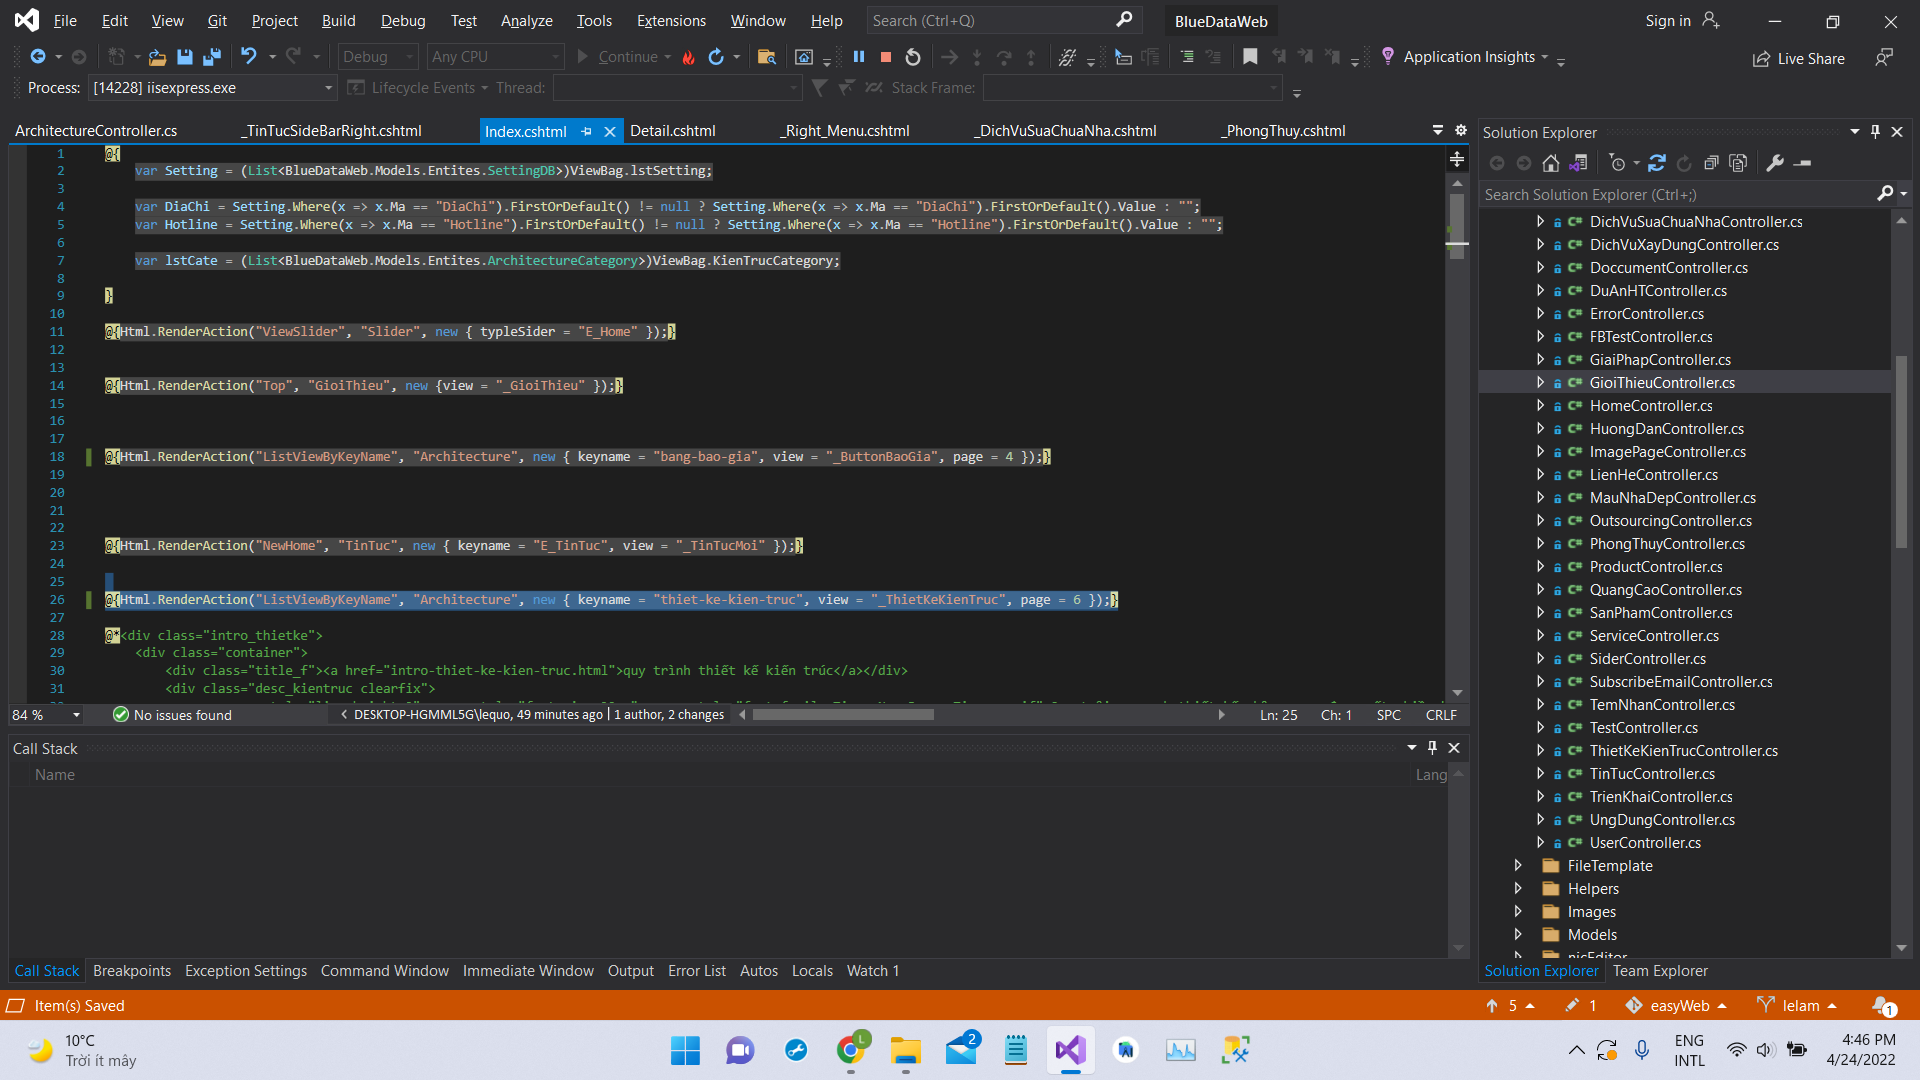 File Edit View Git Project Build Debug Test Analyze Tools Extensions Window Help Search (Ctrl+Q) BlueDataWeb Sign in
Debug Any CPU Continue Application Insights Live Share
Process: [14228] iisexpress.exe Lifecycle Events Thread: Stack Frame:
ArchitectureController.cs _TinTucSideBarRight.cshtml Index.cshtml Detail.cshtml _Right_Menu.cshtml _DichVuSuaChuaNha.cshtml _PhongThuy.cshtml
1 @{
2 var Setting = (List<BlueDataWeb.Models.Entites.SettingDB>)ViewBag.lstSetting;
3
4 var DiaChi = Setting.Where(x => x.Ma == "DiaChi").FirstOrDefault() != null ? Setting.Where(x => x.Ma == "DiaChi").FirstOrDefault().Value : "";
5 var Hotline = Setting.Where(x => x.Ma == "Hotline").FirstOrDefault() != null ? Setting.Where(x => x.Ma == "Hotline").FirstOrDefault().Value : "";
6
7 var lstCate = (List<BlueDataWeb.Models.Entites.ArchitectureCategory>)ViewBag.KienTrucCategory;
8
9 }
10
11 @{Html.RenderAction("ViewSlider", "Slider", new { typleSider = "E_Home" });}
12
13
14 @{Html.RenderAction("Top", "GioiThieu", new {view = "_GioiThieu" });}
15
16
17
18 @{Html.RenderAction("ListViewByKeyName", "Architecture", new { keyname = "bang-bao-gia", view = "_ButtonBaoGia", page = 4 });}
19
20
21
22
23 @{Html.RenderAction("NewHome", "TinTuc", new { keyname = "E_TinTuc", view = "_TinTucMoi" });}
24
25
26 @{Html.RenderAction("ListViewByKeyName", "Architecture", new { keyname = "thiet-ke-kien-truc", view = "_ThietKeKienTruc", page = 6 });}
27
28 @*<div class="intro_thietke">
29 <div class="container">
30 <div class="title_f"><a href="intro-thiet-ke-kien-truc.html">quy trình thiết kế kiến trúc</a></div>
31 <div class="desc_kientruc clearfix">
84 % No issues found DESKTOP-HGMML5G\lequo, 49 minutes ago | 1 author, 2 changes Ln: 25 Ch: 1 SPC CRLF
Call Stack
Name Lang
Call Stack Breakpoints Exception Settings Command Window Immediate Window Output Error List Autos Locals Watch 1
Solution Explorer
Search Solution Explorer (Ctrl+;)
C# DichVuSuaChuaNhaController.cs
C# DichVuXayDungController.cs
C# DoccumentController.cs
C# DuAnHTController.cs
C# ErrorController.cs
C# FBTestController.cs
C# GiaiPhapController.cs
C# GioiThieuController.cs
C# HomeController.cs
C# HuongDanController.cs
C# ImagePageController.cs
C# LienHeController.cs
C# MauNhaDepController.cs
C# OutsourcingController.cs
C# PhongThuyController.cs
C# ProductController.cs
C# QuangCaoController.cs
C# SanPhamController.cs
C# ServiceController.cs
C# SiderController.cs
C# SubscribeEmailController.cs
C# TemNhanController.cs
C# TestController.cs
C# ThietKeKienTrucController.cs
C# TinTucController.cs
C# TrienKhaiController.cs
C# UngDungController.cs
C# UserController.cs
FileTemplate
Helpers
Images
Models
nicEditor
Solution Explorer Team Explorer
Item(s) Saved 5 1 easyWeb lelam 1
10°C
Trời ít mây
L 2
ENG
INTL
4:46 PM
4/24/2022